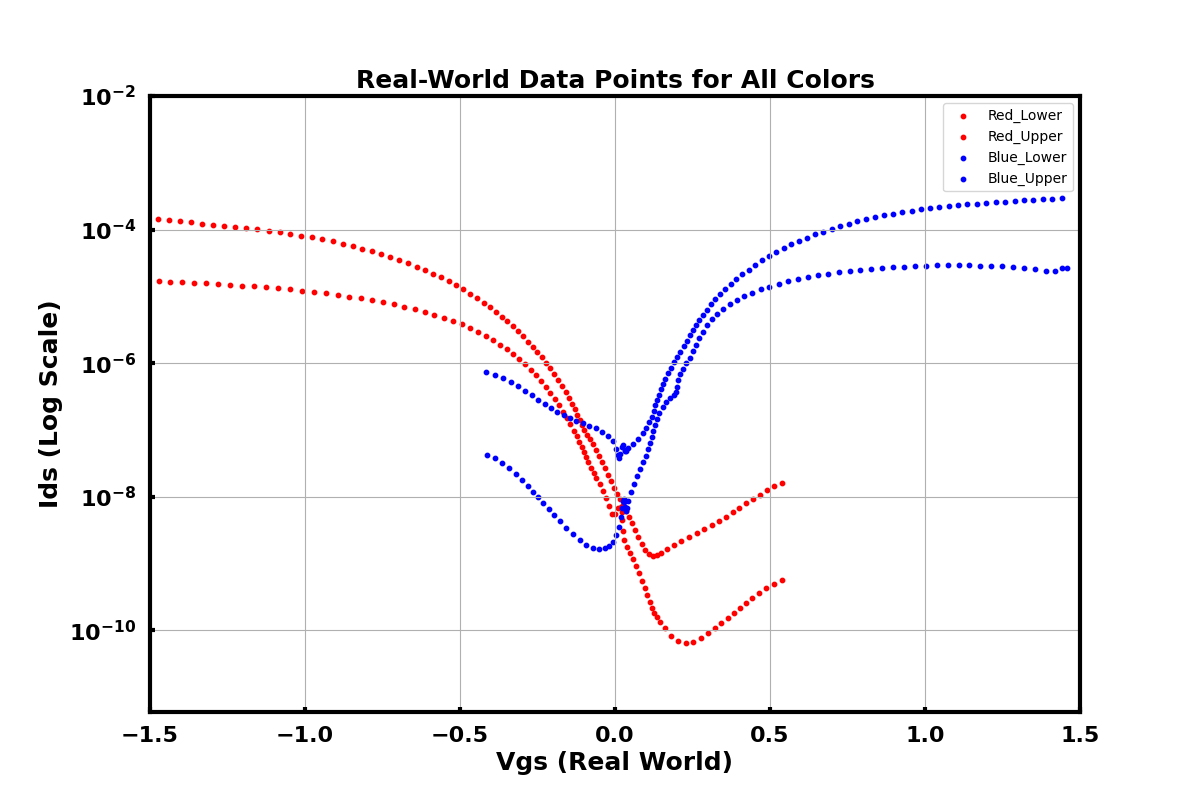 Real-World Data Points for All Colors
10⁻²
10⁻⁴
10⁻⁶
10⁻⁸
10⁻¹⁰
Ids (Log Scale)
Red_Lower
Red_Upper
Blue_Lower
Blue_Upper
−1.5 −1.0 −0.5 0.0 0.5 1.0 1.5
Vgs (Real World)